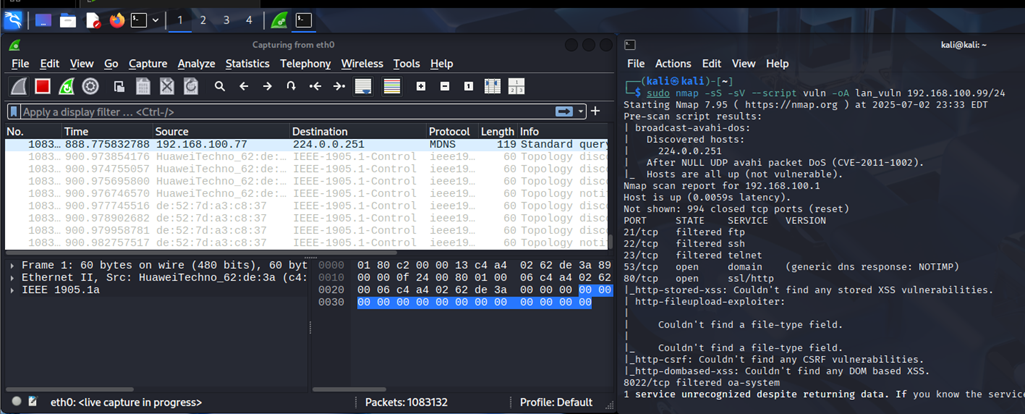 1 2 3 4
Capturing from eth0
File Edit View Go Capture Analyze Statistics Telephony Wireless Tools Help
Apply a display filter ... <Ctrl-/>
No. Time Source Destination Protocol Length Info
1083… 888.775832788 192.168.100.77 224.0.0.251 MDNS 119 Standard query
1083… 900.973854176 HuaweiTechno_62:de:… IEEE-1905.1-Control ieee19… 60 Topology disc
1083… 900.974755057 HuaweiTechno_62:de:… IEEE-1905.1-Control ieee19… 60 Topology disc
1083… 900.975695800 HuaweiTechno_62:de:… IEEE-1905.1-Control ieee19… 60 Topology disc
1083… 900.976746570 HuaweiTechno_62:de:… IEEE-1905.1-Control ieee19… 60 Topology noti
1083… 900.977745516 de:52:7d:a3:c8:37 IEEE-1905.1-Control ieee19… 60 Topology disc
1083… 900.978902682 de:52:7d:a3:c8:37 IEEE-1905.1-Control ieee19… 60 Topology disc
1083… 900.979958781 de:52:7d:a3:c8:37 IEEE-1905.1-Control ieee19… 60 Topology disc
1083… 900.982757517 de:52:7d:a3:c8:37 IEEE-1905.1-Control ieee19… 60 Topology noti
Frame 1: 60 bytes on wire (480 bits), 60 byt
Ethernet II, Src: HuaweiTechno_62:de:3a (c4:
IEEE 1905.1a
0000 01 80 c2 00 00 13 c4 a4 02 62 de 3a 89
0010 00 00 0f 24 00 80 01 00 06 c4 a4 02 62
0020 00 06 c4 a4 02 62 de 3a 00 00 00 00 00
0030 00 00 00 00 00 00 00 00 00 00 00 00
eth0: <live capture in progress>
Packets: 1083132
Profile: Default
kali@kali: ~
File Actions Edit View Help
(kali㉿kali)-[~]
$ sudo nmap -sS -sV --script vuln -oA lan_vuln 192.168.100.99/24
Starting Nmap 7.95 ( https://nmap.org ) at 2025-07-02 23:33 EDT
Pre-scan script results:
| broadcast-avahi-dos:
|   Discovered hosts:
|     224.0.0.251
|   After NULL UDP avahi packet DoS (CVE-2011-1002).
|_  Hosts are all up (not vulnerable).
Nmap scan report for 192.168.100.1
Host is up (0.0059s latency).
Not shown: 994 closed tcp ports (reset)
PORT STATE SERVICE VERSION
21/tcp filtered ftp
22/tcp filtered ssh
23/tcp filtered telnet
53/tcp open domain (generic dns response: NOTIMP)
80/tcp open ssl/http
|_http-stored-xss: Couldn't find any stored XSS vulnerabilities.
| http-fileupload-exploiter:
|
|     Couldn't find a file-type field.
|
|_    Couldn't find a file-type field.
|_http-csrf: Couldn't find any CSRF vulnerabilities.
|_http-dombased-xss: Couldn't find any DOM based XSS.
8022/tcp filtered oa-system
1 service unrecognized despite returning data. If you know the servic